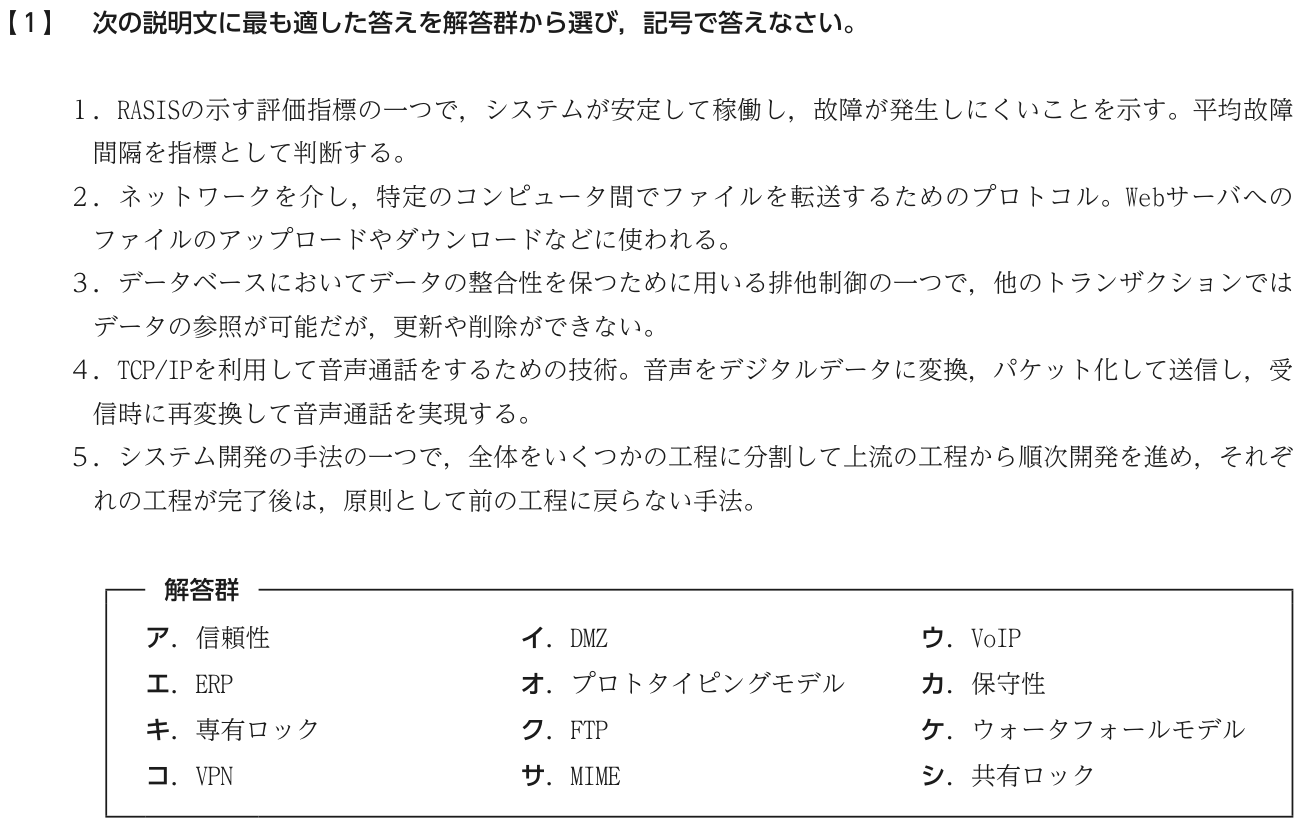 【1】 次の説明文に最も適した答えを解答群から選び，記号で答えなさい。
１．RASISの示す評価指標の一つで，システムが安定して稼働し，故障が発生しにくいことを示す。平均故障
間隔を指標として判断する。
２．ネットワークを介し，特定のコンピュータ間でファイルを転送するためのプロトコル。Webサーバへの
ファイルのアップロードやダウンロードなどに使われる。
３．データベースにおいてデータの整合性を保つために用いる排他制御の一つで，他のトランザクションでは
データの参照が可能だが，更新や削除ができない。
４．TCP/IPを利用して音声通話をするための技術。音声をデジタルデータに変換，パケット化して送信し，受
信時に再変換して音声通話を実現する。
５．システム開発の手法の一つで，全体をいくつかの工程に分割して上流の工程から順次開発を進め，それぞ
れの工程が完了後は，原則として前の工程に戻らない手法。
解答群
ア．信頼性 イ．DMZ ウ．VoIP
エ．ERP オ．プロトタイピングモデル カ．保守性
キ．専有ロック ク．FTP ケ．ウォータフォールモデル
コ．VPN サ．MIME シ．共有ロック